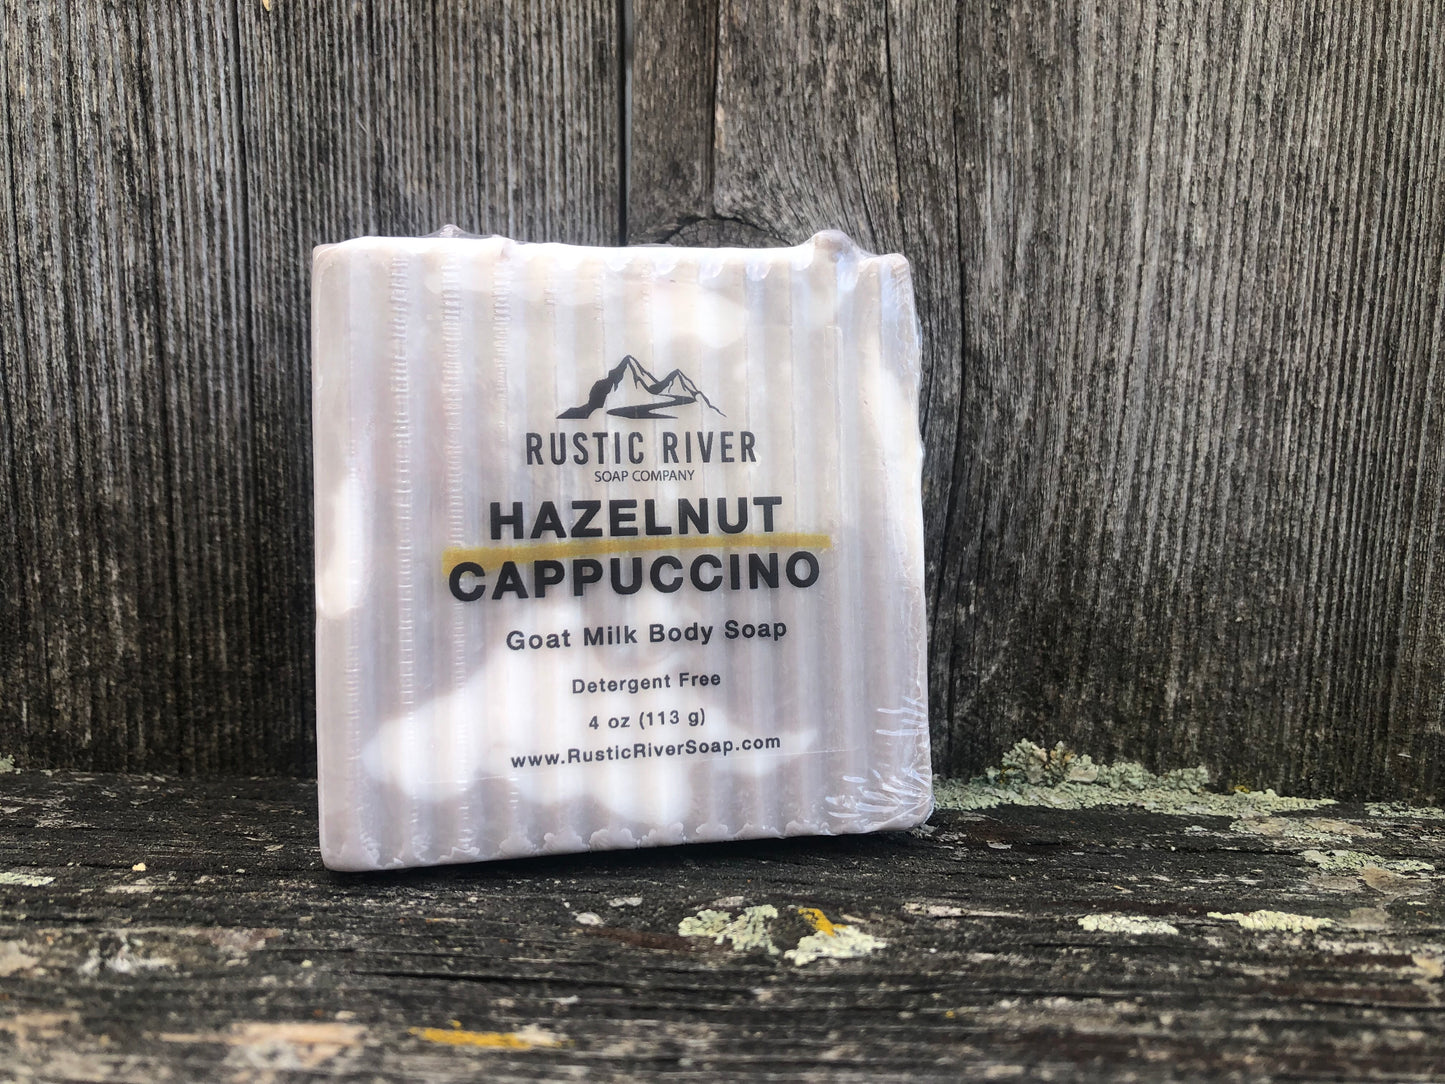 RUSTIC RIVER
SOAP COMPANY
HAZELNUT
CAPPUCCINO
Goat Milk Body Soap
Detergent Free
4 oz (113 g)
www.RusticRiverSoap.com